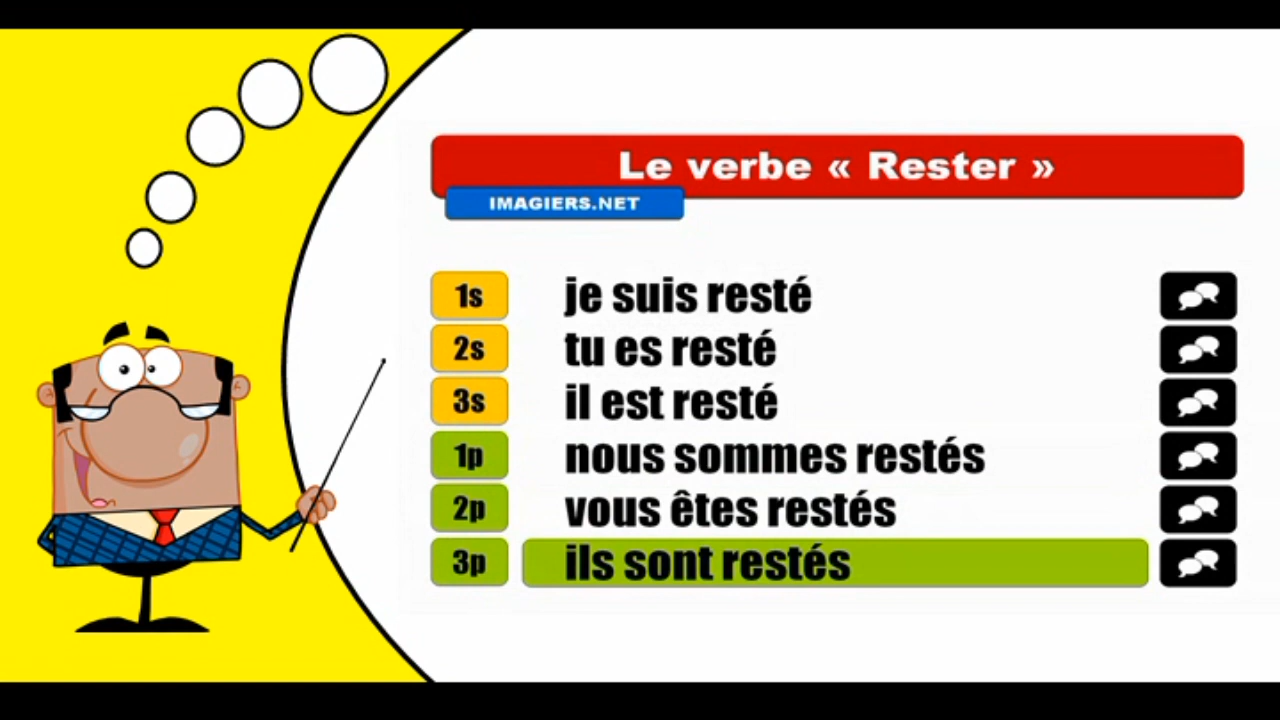 Le verbe « Rester »
IMAGIERS.NET
1s je suis resté
2s tu es resté
3s il est resté
1p nous sommes restés
2p vous êtes restés
3p ils sont restés